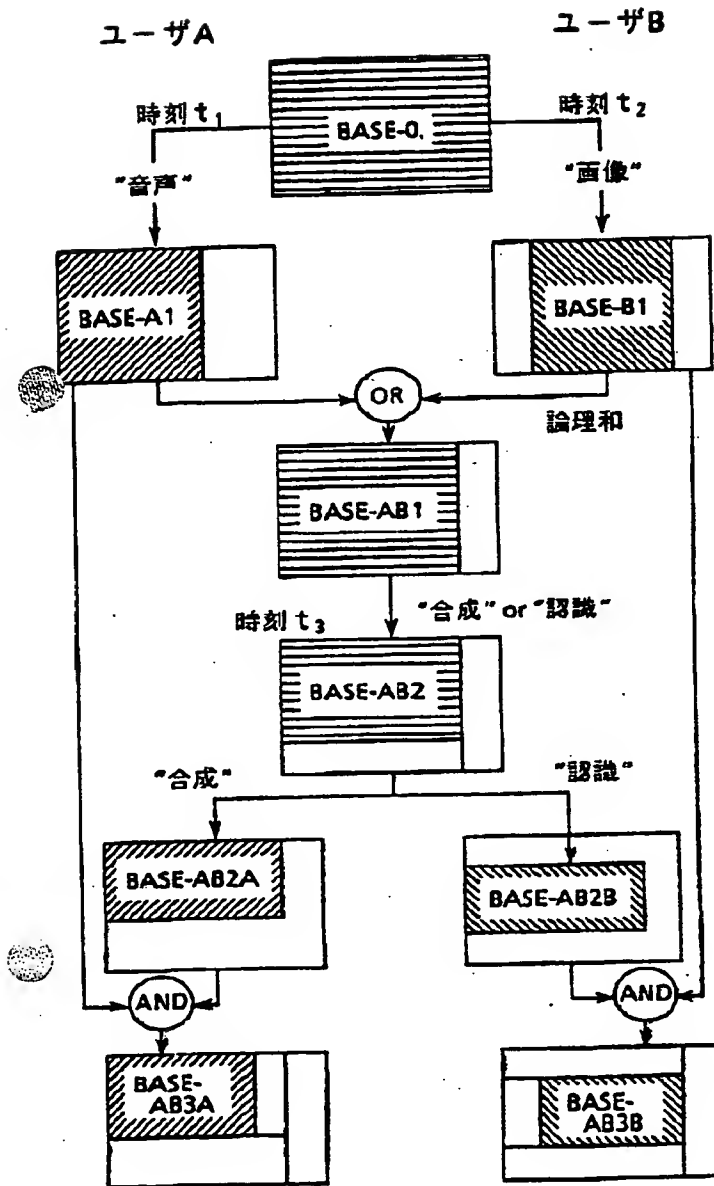 ユーザA
ユーザB
時刻 t1
BASE-0.
時刻 t2
"音声"
"画像"
BASE-A1
BASE-B1
OR
論理和
BASE-AB1
時刻 t3
"合成" or "認識"
BASE-AB2
"合成"
"認識"
BASE-AB2A
BASE-AB2B
AND
AND
BASE-
AB3A
BASE-
AB3B